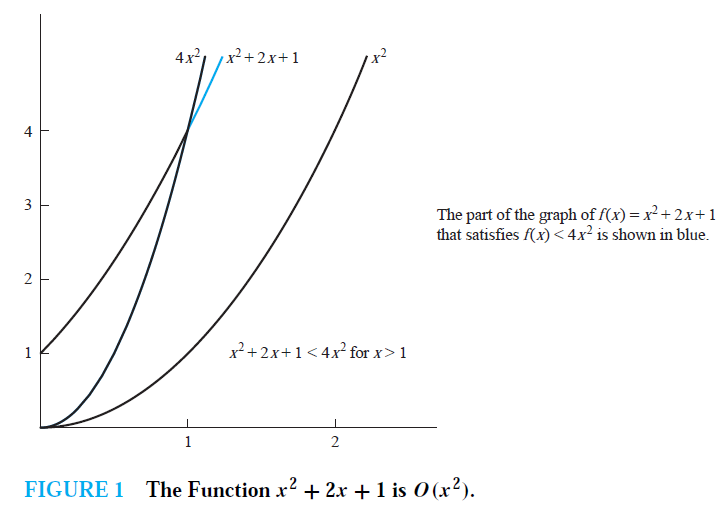 4x² x²+2x+1 x²
4
3
The part of the graph of f(x) = x²+2x+1
that satisfies f(x) < 4x² is shown in blue.
2
1
x²+2x+1 < 4x² for x > 1
1 2
FIGURE 1 The Function x² + 2x + 1 is O(x²).